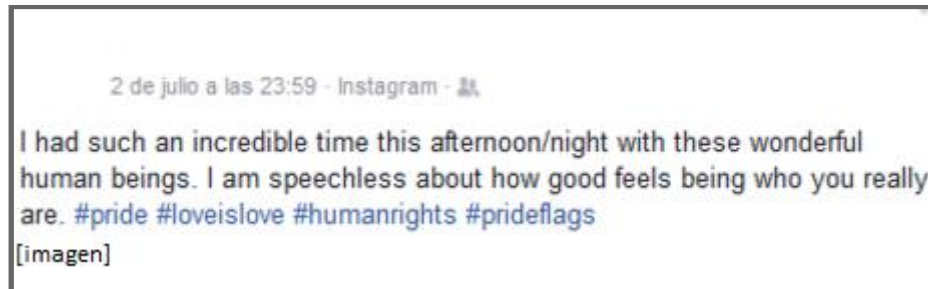 2 de julio a las 23:59 · Instagram ·
I had such an incredible time this afternoon/night with these wonderful
human beings. I am speechless about how good feels being who you really
are. #pride #loveislove #humanrights #prideflags
[imagen]